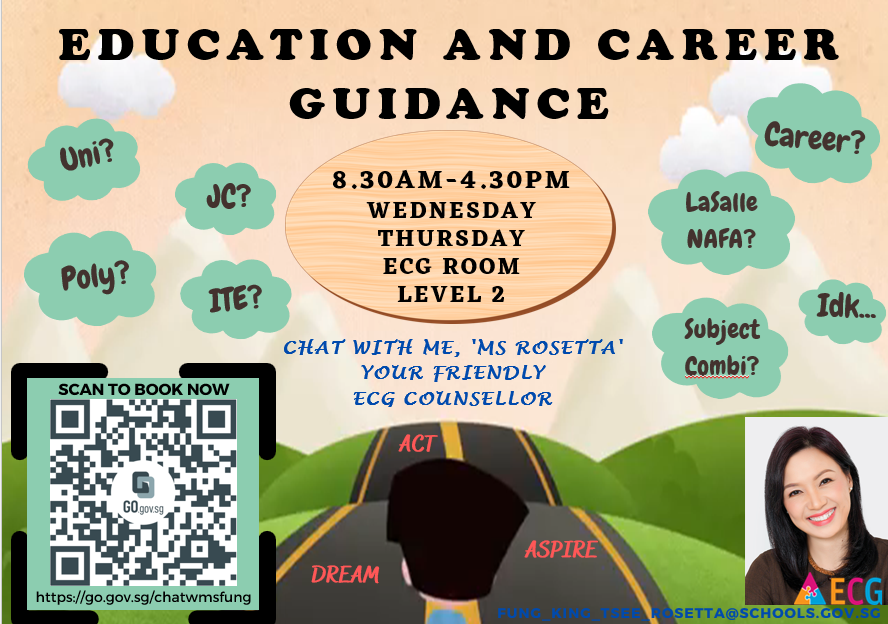 EDUCATION AND CAREER
GUIDANCE
Uni?
JC?
Poly?
ITE?
8.30AM-4.30PM
WEDNESDAY
THURSDAY
ECG ROOM
LEVEL 2
Career?
LaSalle
NAFA?
Idk...
Subject
Combi?
CHAT WITH ME, 'MS ROSETTA'
YOUR FRIENDLY
ECG COUNSELLOR
SCAN TO BOOK NOW
GO.gov.sg
https://go.gov.sg/chatwmsfung
ACT
ASPIRE
DREAM
ECG
FUNG_KING_TSEE_ROSETTA@SCHOOLS.GOV.SG